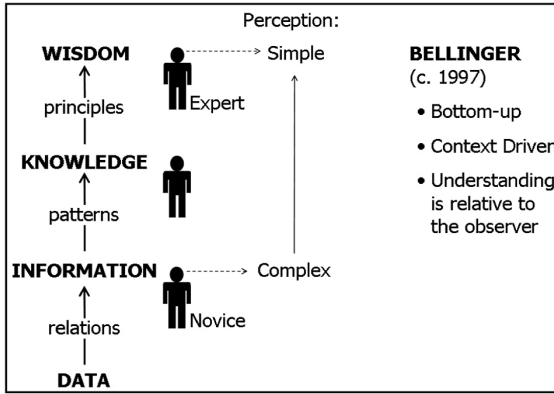 Perception:
WISDOM
Simple
principles
Expert
KNOWLEDGE
patterns
INFORMATION
Complex
relations
Novice
DATA
BELLINGER
(c. 1997)
• Bottom-up
• Context Driven
• Understanding
is relative to
the observer